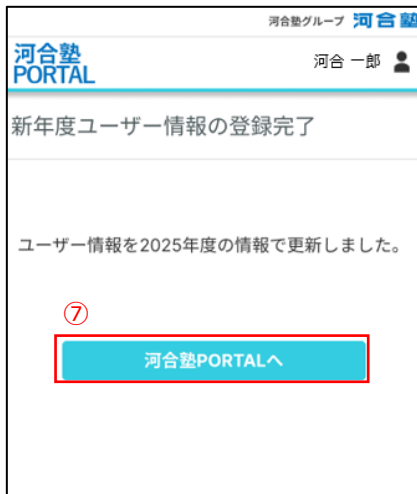 河合塾グループ 河合塾
河合塾
PORTAL
河合 一郎
新年度ユーザー情報の登録完了
ユーザー情報を2025年度の情報で更新しました。
⑦
河合塾PORTALへ